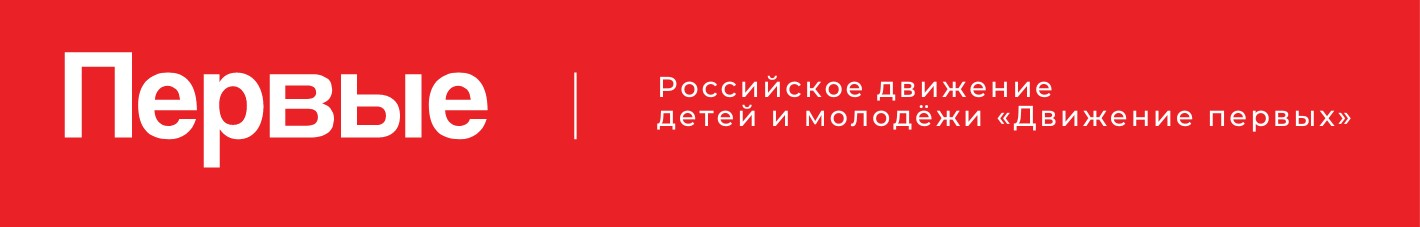 Первые
Российское движение
детей и молодёжи «Движение первых»